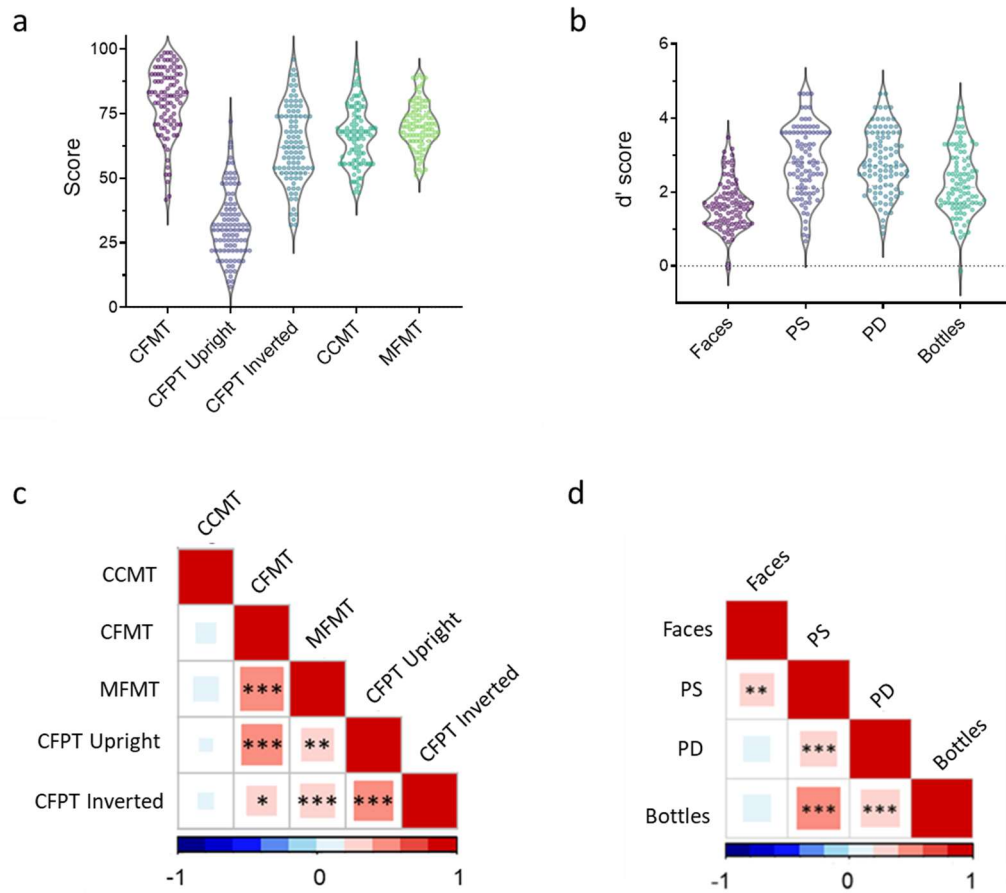 a
b
100
75
50
25
0
Score
CFMT
CFPT Upright
CFPT Inverted
CCMT
MFMT
6
4
2
0
d' score
Faces
PS
PD
Bottles
c
d
CCMT
CFMT
MFMT
CFPT Upright
CFPT Inverted
CCMT
CFMT
MFMT ***
CFPT Upright *** **
CFPT Inverted * *** ***
-1 0 1
Faces
PS
PD
Bottles
Faces
PS **
PD ***
Bottles *** ***
-1 0 1